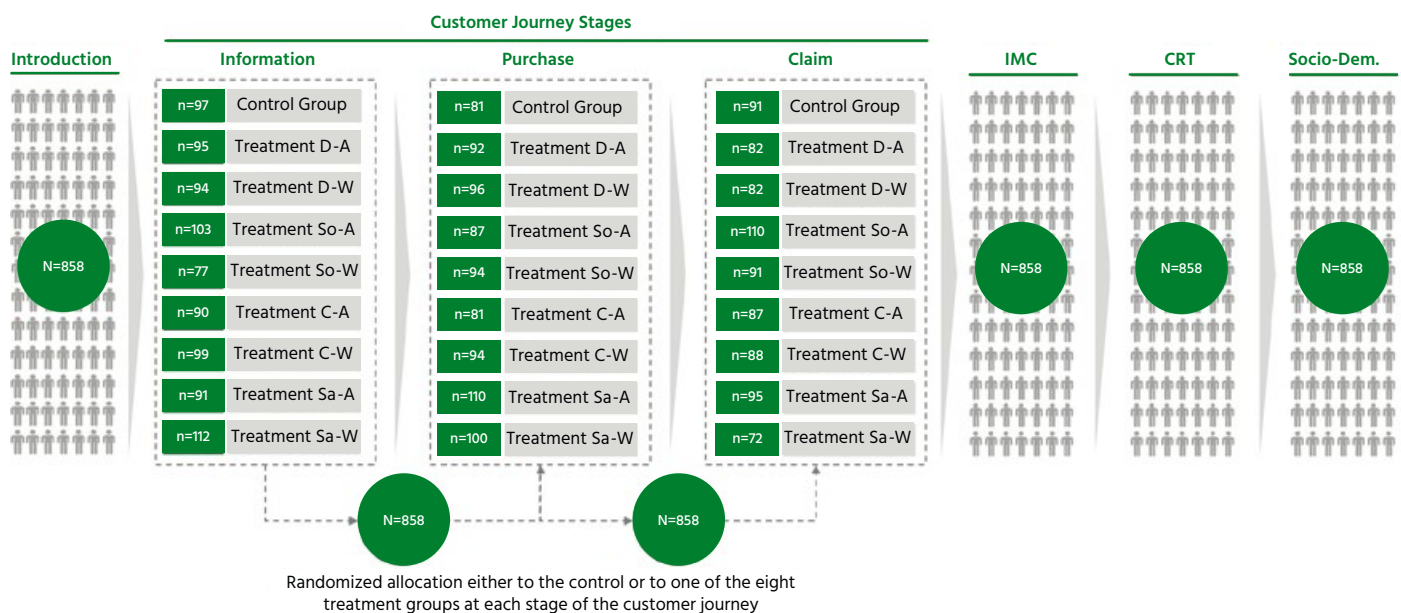 Customer Journey Stages
Introduction
Information
Purchase
Claim
IMC
CRT
Socio-Dem.
N=858
n=97 Control Group
n=95 Treatment D-A
n=94 Treatment D-W
n=103 Treatment So-A
n=77 Treatment So-W
n=90 Treatment C-A
n=99 Treatment C-W
n=91 Treatment Sa-A
n=112 Treatment Sa-W
n=81 Control Group
n=92 Treatment D-A
n=96 Treatment D-W
n=87 Treatment So-A
n=94 Treatment So-W
n=81 Treatment C-A
n=94 Treatment C-W
n=110 Treatment Sa-A
n=100 Treatment Sa-W
n=91 Control Group
n=82 Treatment D-A
n=82 Treatment D-W
n=110 Treatment So-A
n=91 Treatment So-W
n=87 Treatment C-A
n=88 Treatment C-W
n=95 Treatment Sa-A
n=72 Treatment Sa-W
N=858
N=858
N=858
N=858
N=858
Randomized allocation either to the control or to one of the eight
treatment groups at each stage of the customer journey